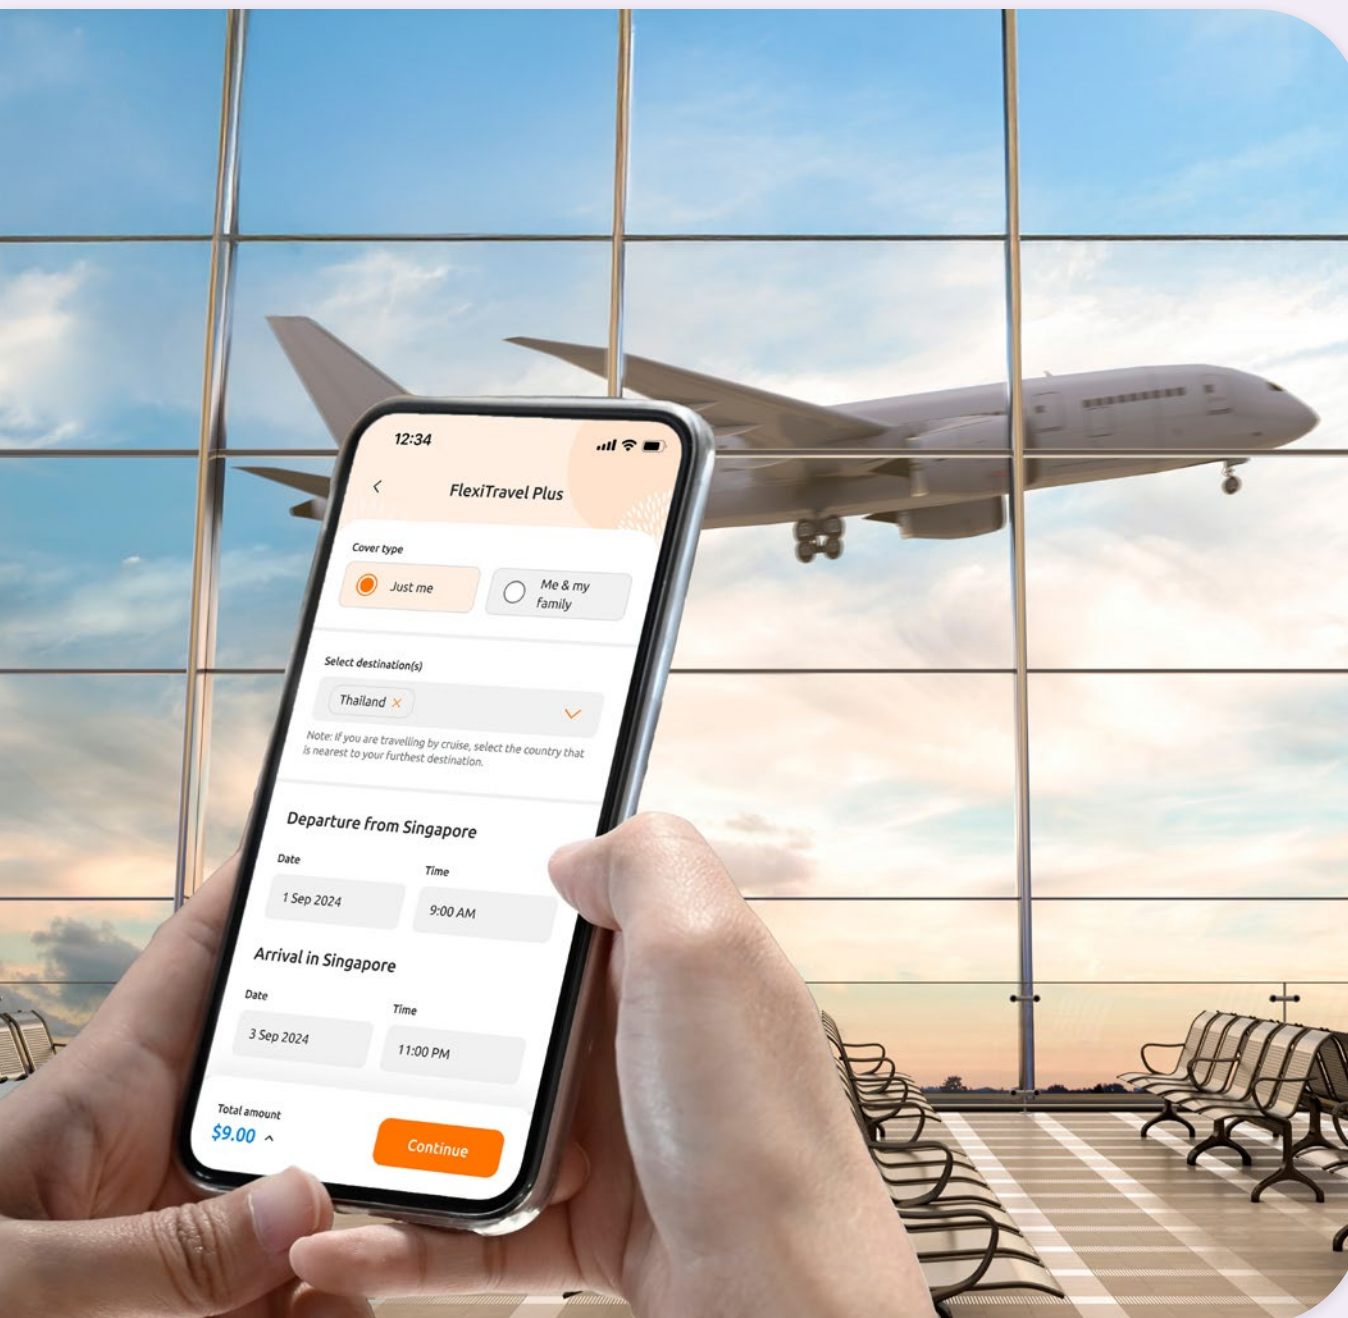 12:34
FlexiTravel Plus
Cover type
Just me
Me & my
family
Select destination(s)
Thailand ×
Note: If you are travelling by cruise, select the country that
is nearest to your furthest destination.
Departure from Singapore
Date
Time
1 Sep 2024
9:00 AM
Arrival in Singapore
Date
Time
3 Sep 2024
11:00 PM
Total amount
$9.00
Continue